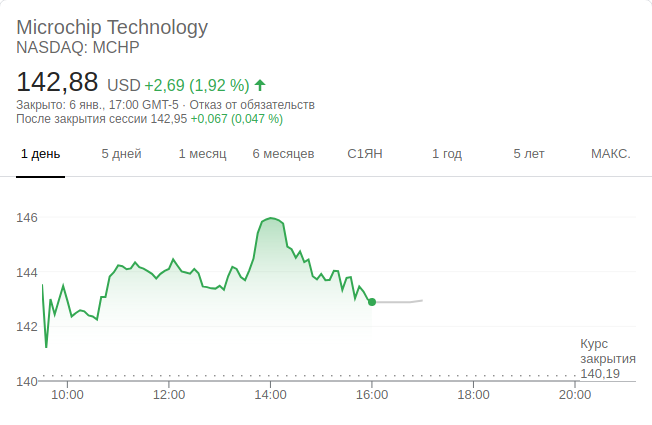 Microchip Technology
NASDAQ: MCHP
142,88 USD +2,69 (1,92 %)
Закрыто: 6 янв., 17:00 GMT-5 · Отказ от обязательств
После закрытия сессии 142,95 +0,067 (0,047 %)
1 день 5 дней 1 месяц 6 месяцев С1ЯН 1 год 5 лет МАКС.
146
144
142
Курс
закрытия
140,19
140
10:00 12:00 14:00 16:00 18:00 20:00